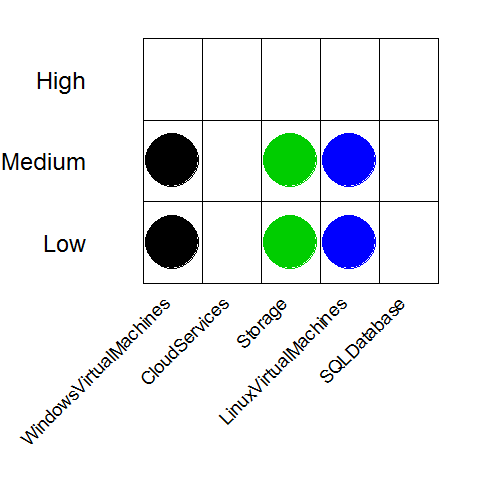 High
Medium
Low
WindowsVirtualMachines
CloudServices
Storage
LinuxVirtualMachines
SQLDatabase